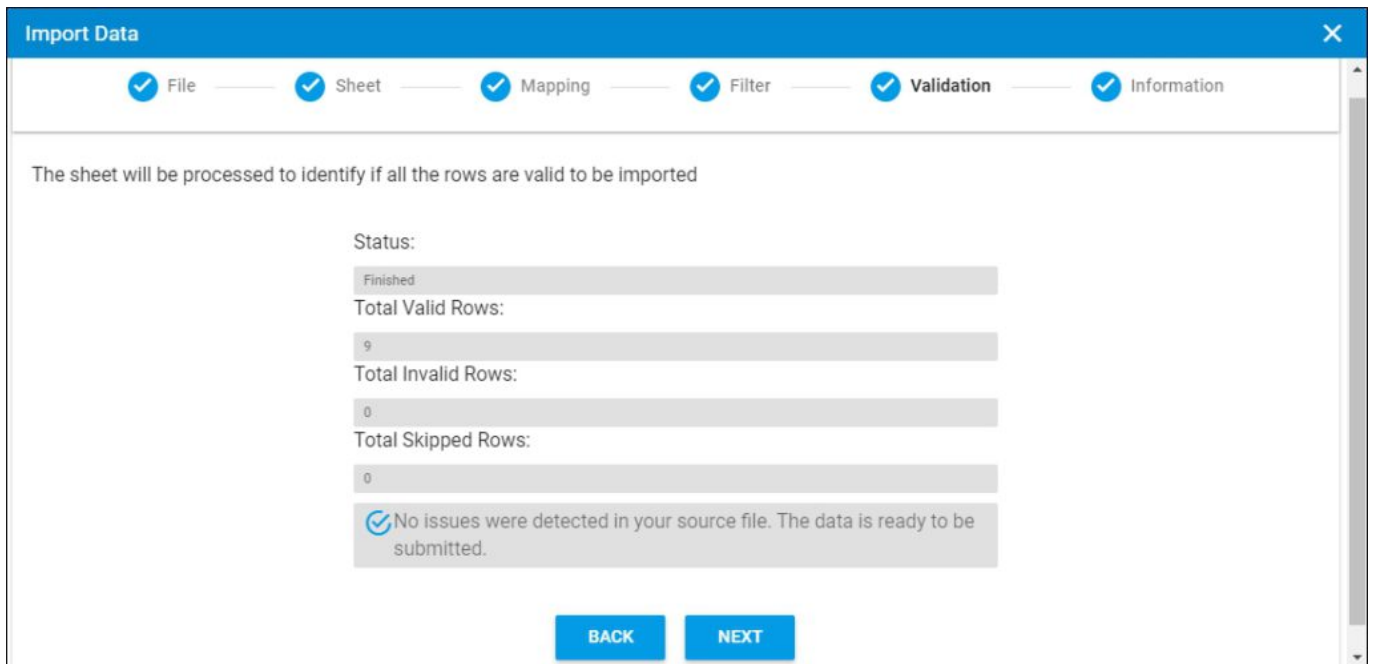 Import Data
File
Sheet
Mapping
Filter
Validation
Information
The sheet will be processed to identify if all the rows are valid to be imported
Status:
Finished
Total Valid Rows:
9
Total Invalid Rows:
0
Total Skipped Rows:
0
No issues were detected in your source file. The data is ready to be
submitted.
BACK
NEXT